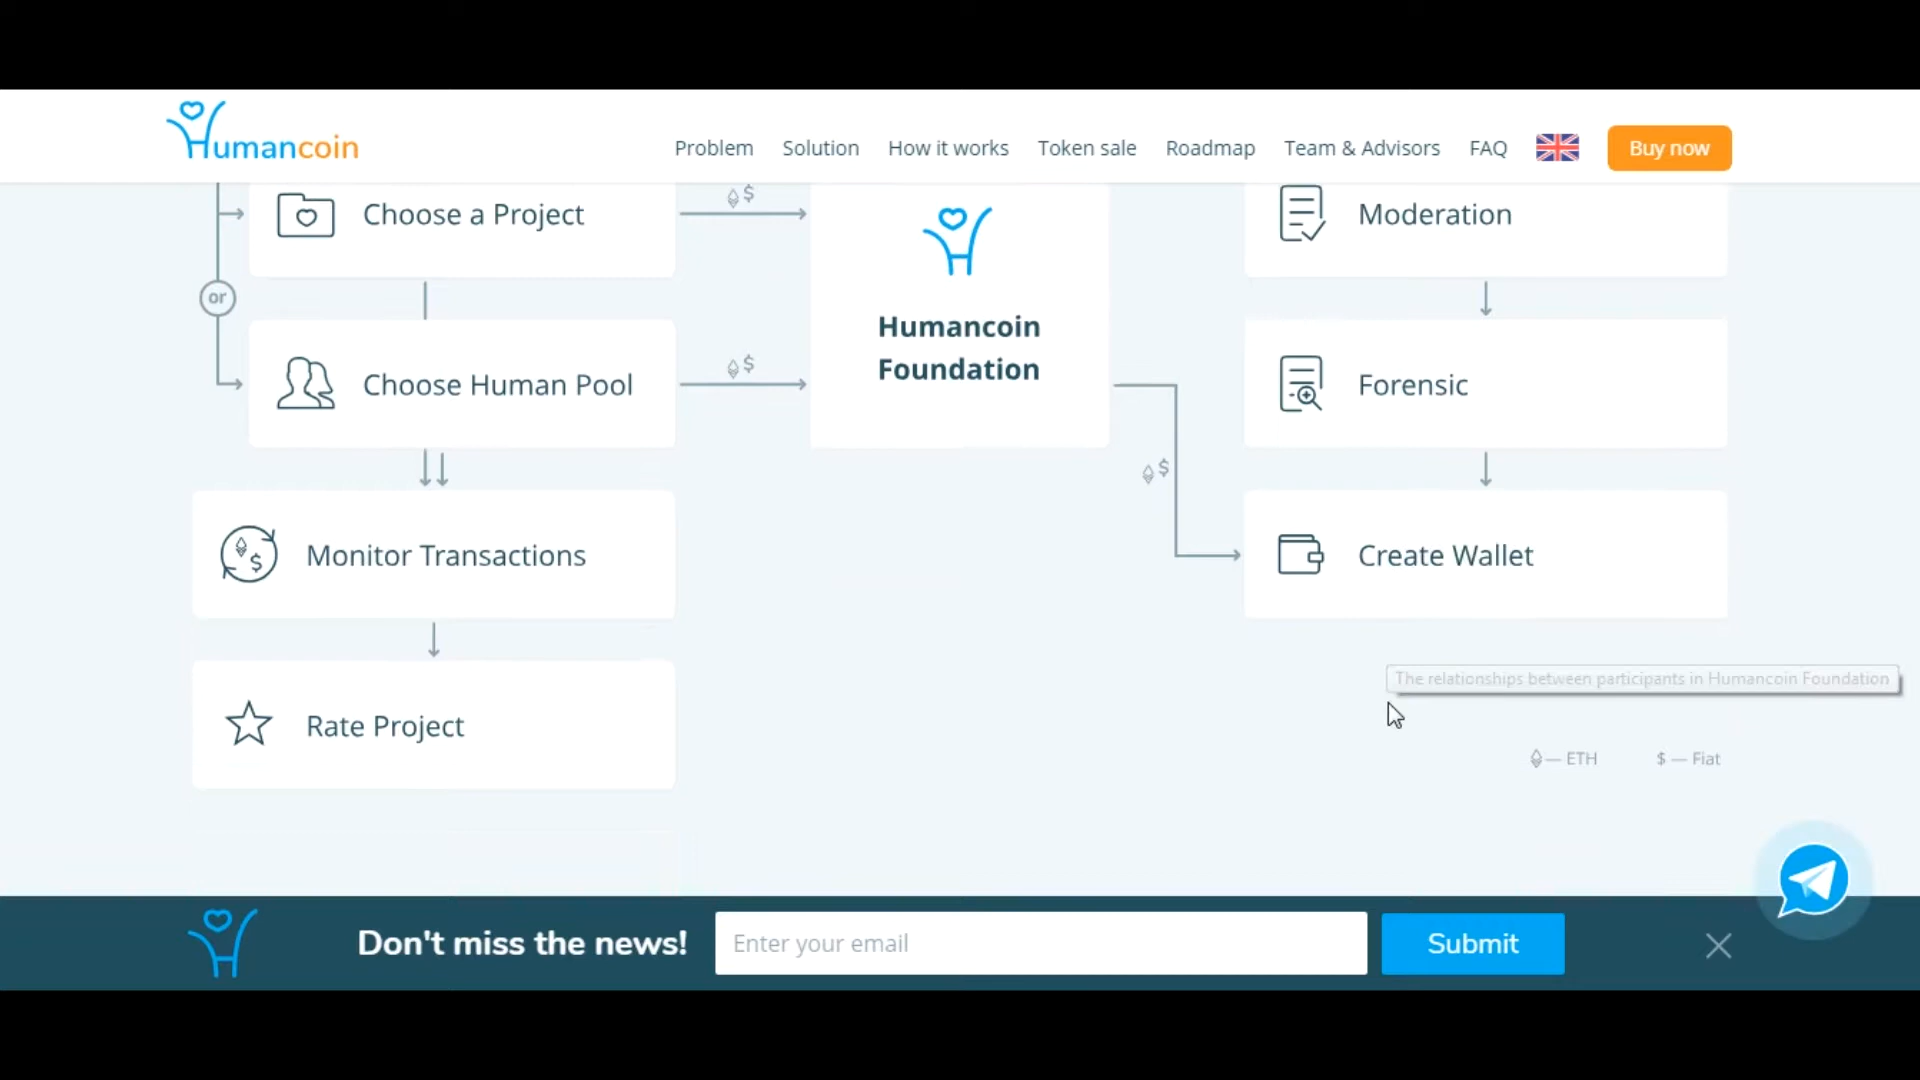 Humancoin
Problem Solution How it works Token sale Roadmap Team & Advisors FAQ Buy now
Choose a Project
$
Moderation
or
Humancoin
Foundation
Choose Human Pool
$
Forensic
$
Monitor Transactions
$
Create Wallet
The relationships between participants in Humancoin Foundation
Rate Project
— ETH $ — Fiat
Don't miss the news! Enter your email Submit